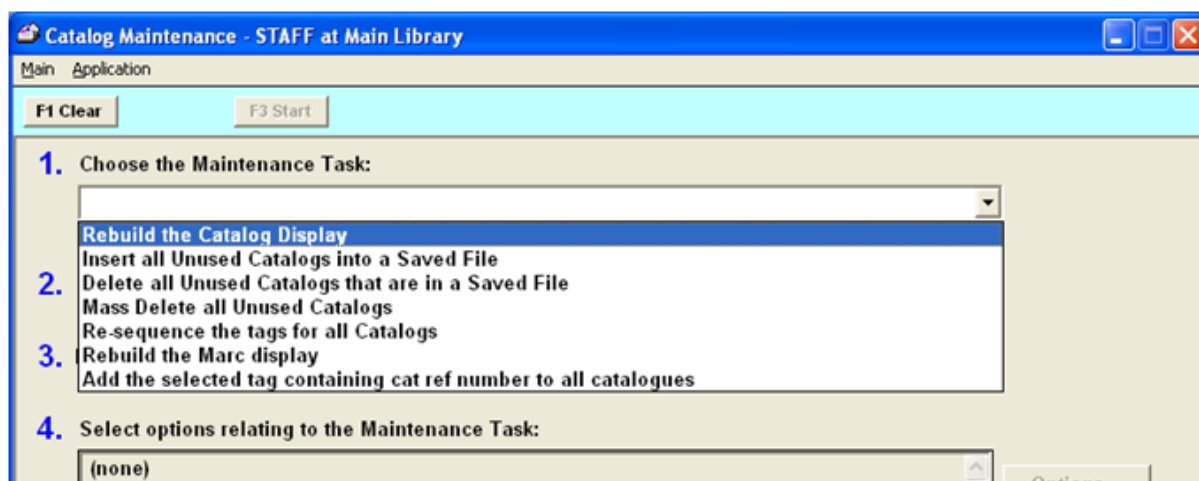 Catalog Maintenance - STAFF at Main Library
Main Application
F1 Clear F3 Start
1. Choose the Maintenance Task:
Rebuild the Catalog Display
Insert all Unused Catalogs into a Saved File
2. Delete all Unused Catalogs that are in a Saved File
Mass Delete all Unused Catalogs
Re-sequence the tags for all Catalogs
3. Rebuild the Marc display
Add the selected tag containing cat ref number to all catalogues
4. Select options relating to the Maintenance Task:
(none)